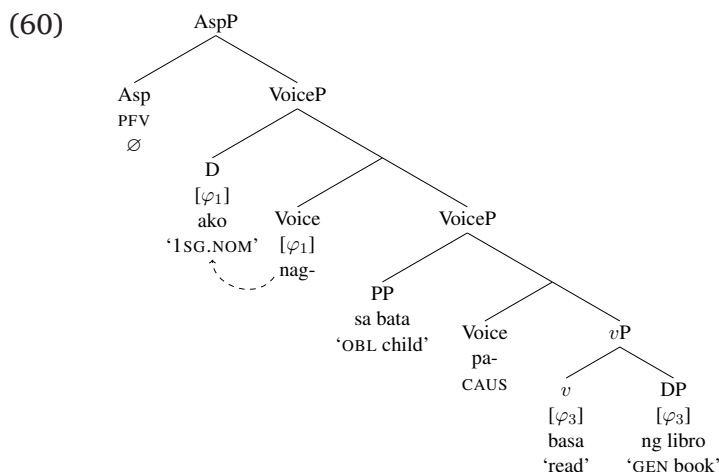 (60)
AspP
Asp VoiceP
PFV
∅
D
[φ1]
ako
‘1SG.NOM’
Voice VoiceP
[φ1]
nag-
PP
sa bata
‘OBL child’
Voice vP
pa-
CAUS
v DP
[φ3] [φ3]
basa ng libro
‘read’ ‘GEN book’